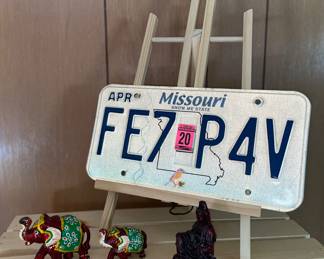 APR Missouri
SHOW ME STATE
FE7 P4V
20